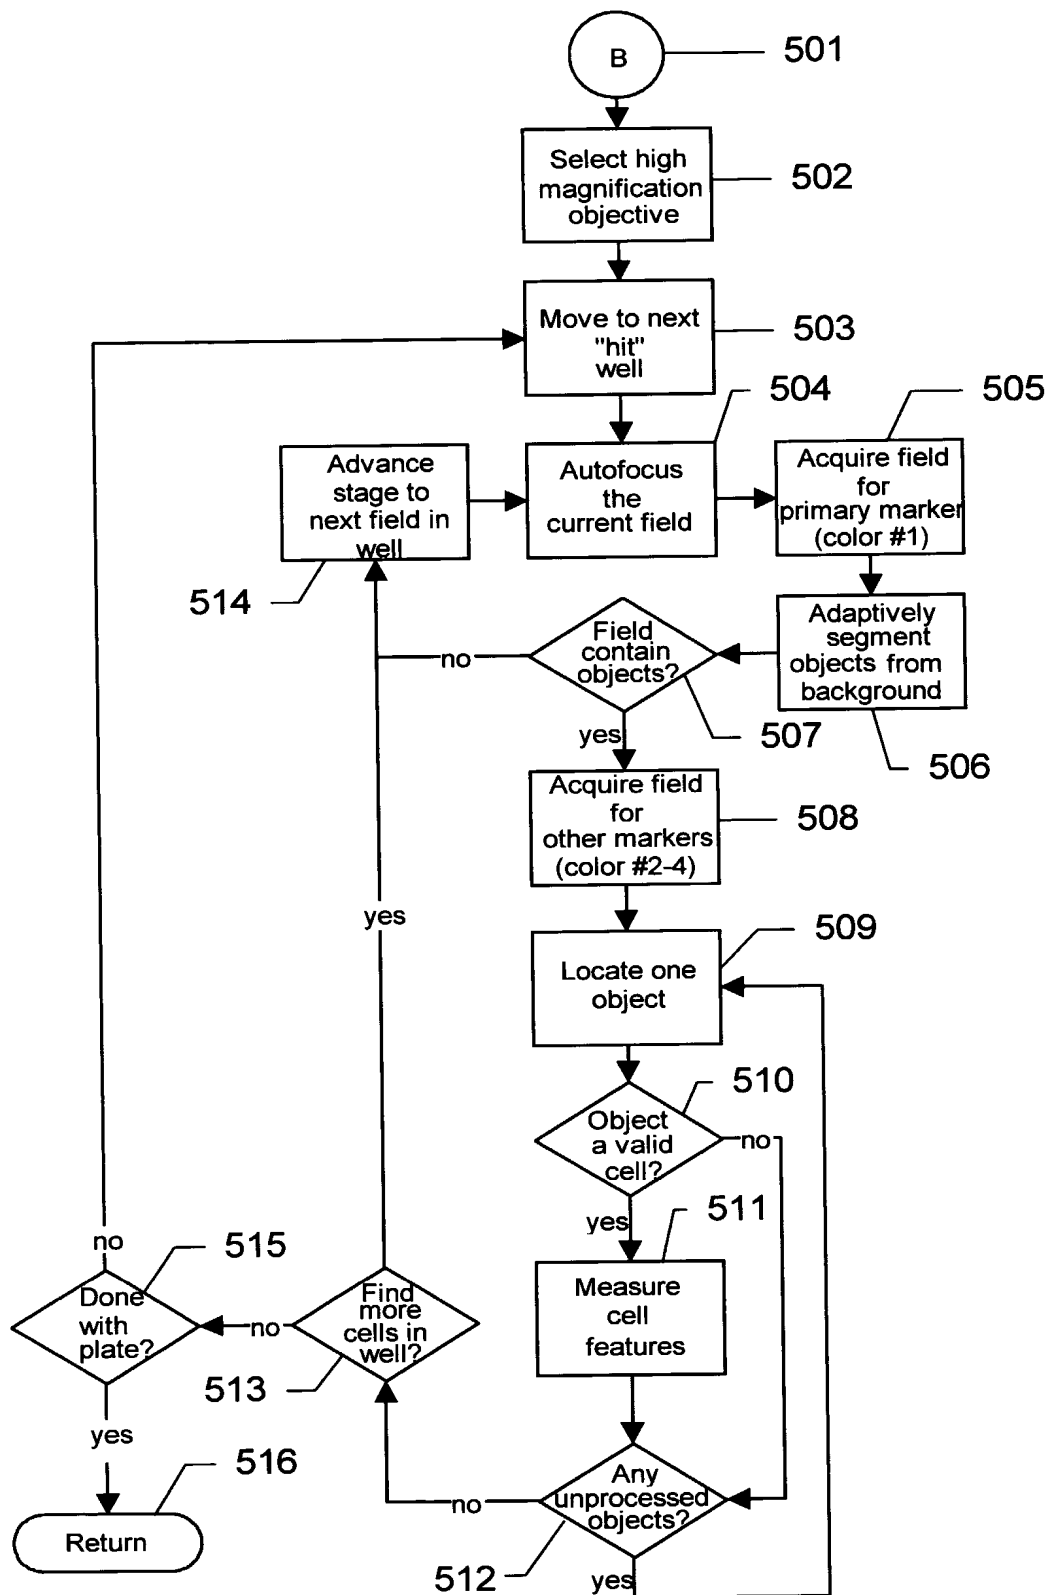 B
501
Select high
magnification
objective
502
Move to next
"hit"
well
503
504
505
Advance
stage to
next field in
well
Autofocus
the
current field
Acquire field
for
primary marker
(color #1)
514
Field
contain
objects?
no
Adaptively
segment
objects from
background
507
506
yes
Acquire field
for
other markers
(color #2-4)
508
yes
509
Locate one
object
510
Object
a valid
cell?
no
yes
511
no
515
Done
with
plate?
no
Find
more
cells in
well?
Measure
cell
features
513
yes
516
Return
no
Any
unprocessed
objects?
512
yes